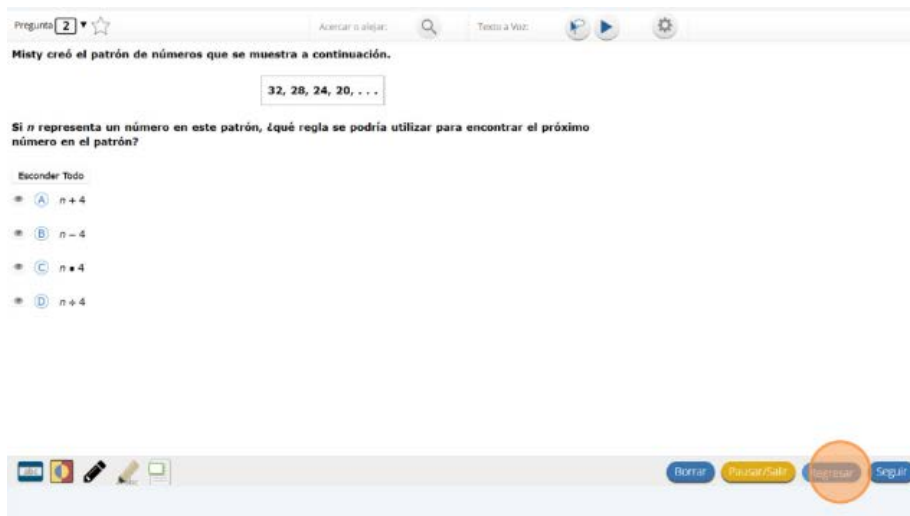 Pregunta 2 Acercar o alejar: Texto a Voz:
Misty creó el patrón de números que se muestra a continuación.
32, 28, 24, 20, . . .
Si n representa un número en este patrón, ¿qué regla se podría utilizar para encontrar el próximo
número en el patrón?
Esconder Todo
A n + 4
B n – 4
C n • 4
D n ÷ 4
Borrar Pausar/Salir Regresar Seguir